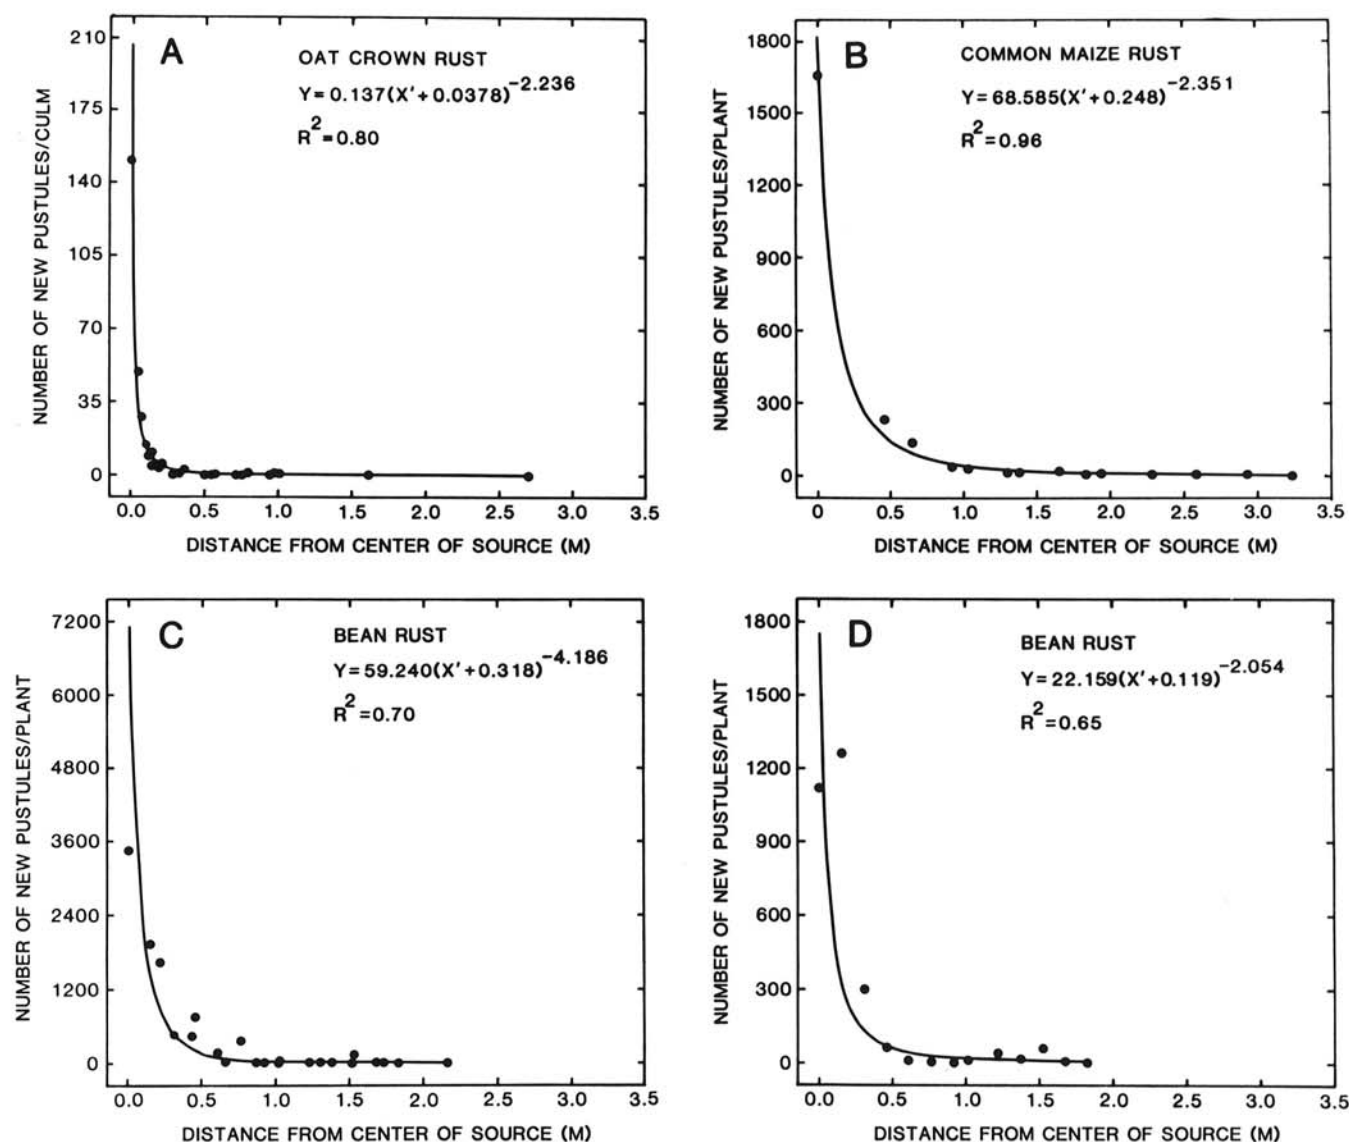 A
OAT CROWN RUST
Y=0.137(X′+0.0378)^-2.236
R^2=0.80
NUMBER OF NEW PUSTULES/CULM
210
175
140
105
70
35
0
0.0 0.5 1.0 1.5 2.0 2.5 3.0 3.5
DISTANCE FROM CENTER OF SOURCE (M)
B
COMMON MAIZE RUST
Y=68.585(X′+0.248)^-2.351
R^2=0.96
NUMBER OF NEW PUSTULES/PLANT
1800
1500
1200
900
600
300
0
0 0.5 1.0 1.5 2.0 2.5 3.0 3.5
DISTANCE FROM CENTER OF SOURCE (M)
C
BEAN RUST
Y=59.240(X′+0.318)^-4.186
R^2=0.70
NUMBER OF NEW PUSTULES/PLANT
7200
6000
4800
3600
2400
1200
0
0.0 0.5 1.0 1.5 2.0 2.5 3.0 3.5
DISTANCE FROM CENTER OF SOURCE (M)
D
BEAN RUST
Y=22.159(X′+0.119)^-2.054
R^2=0.65
NUMBER OF NEW PUSTULES/PLANT
1800
1500
1200
900
600
300
0
0.0 0.5 1.0 1.5 2.0 2.5 3.0 3.5
DISTANCE FROM CENTER OF SOURCE (M)